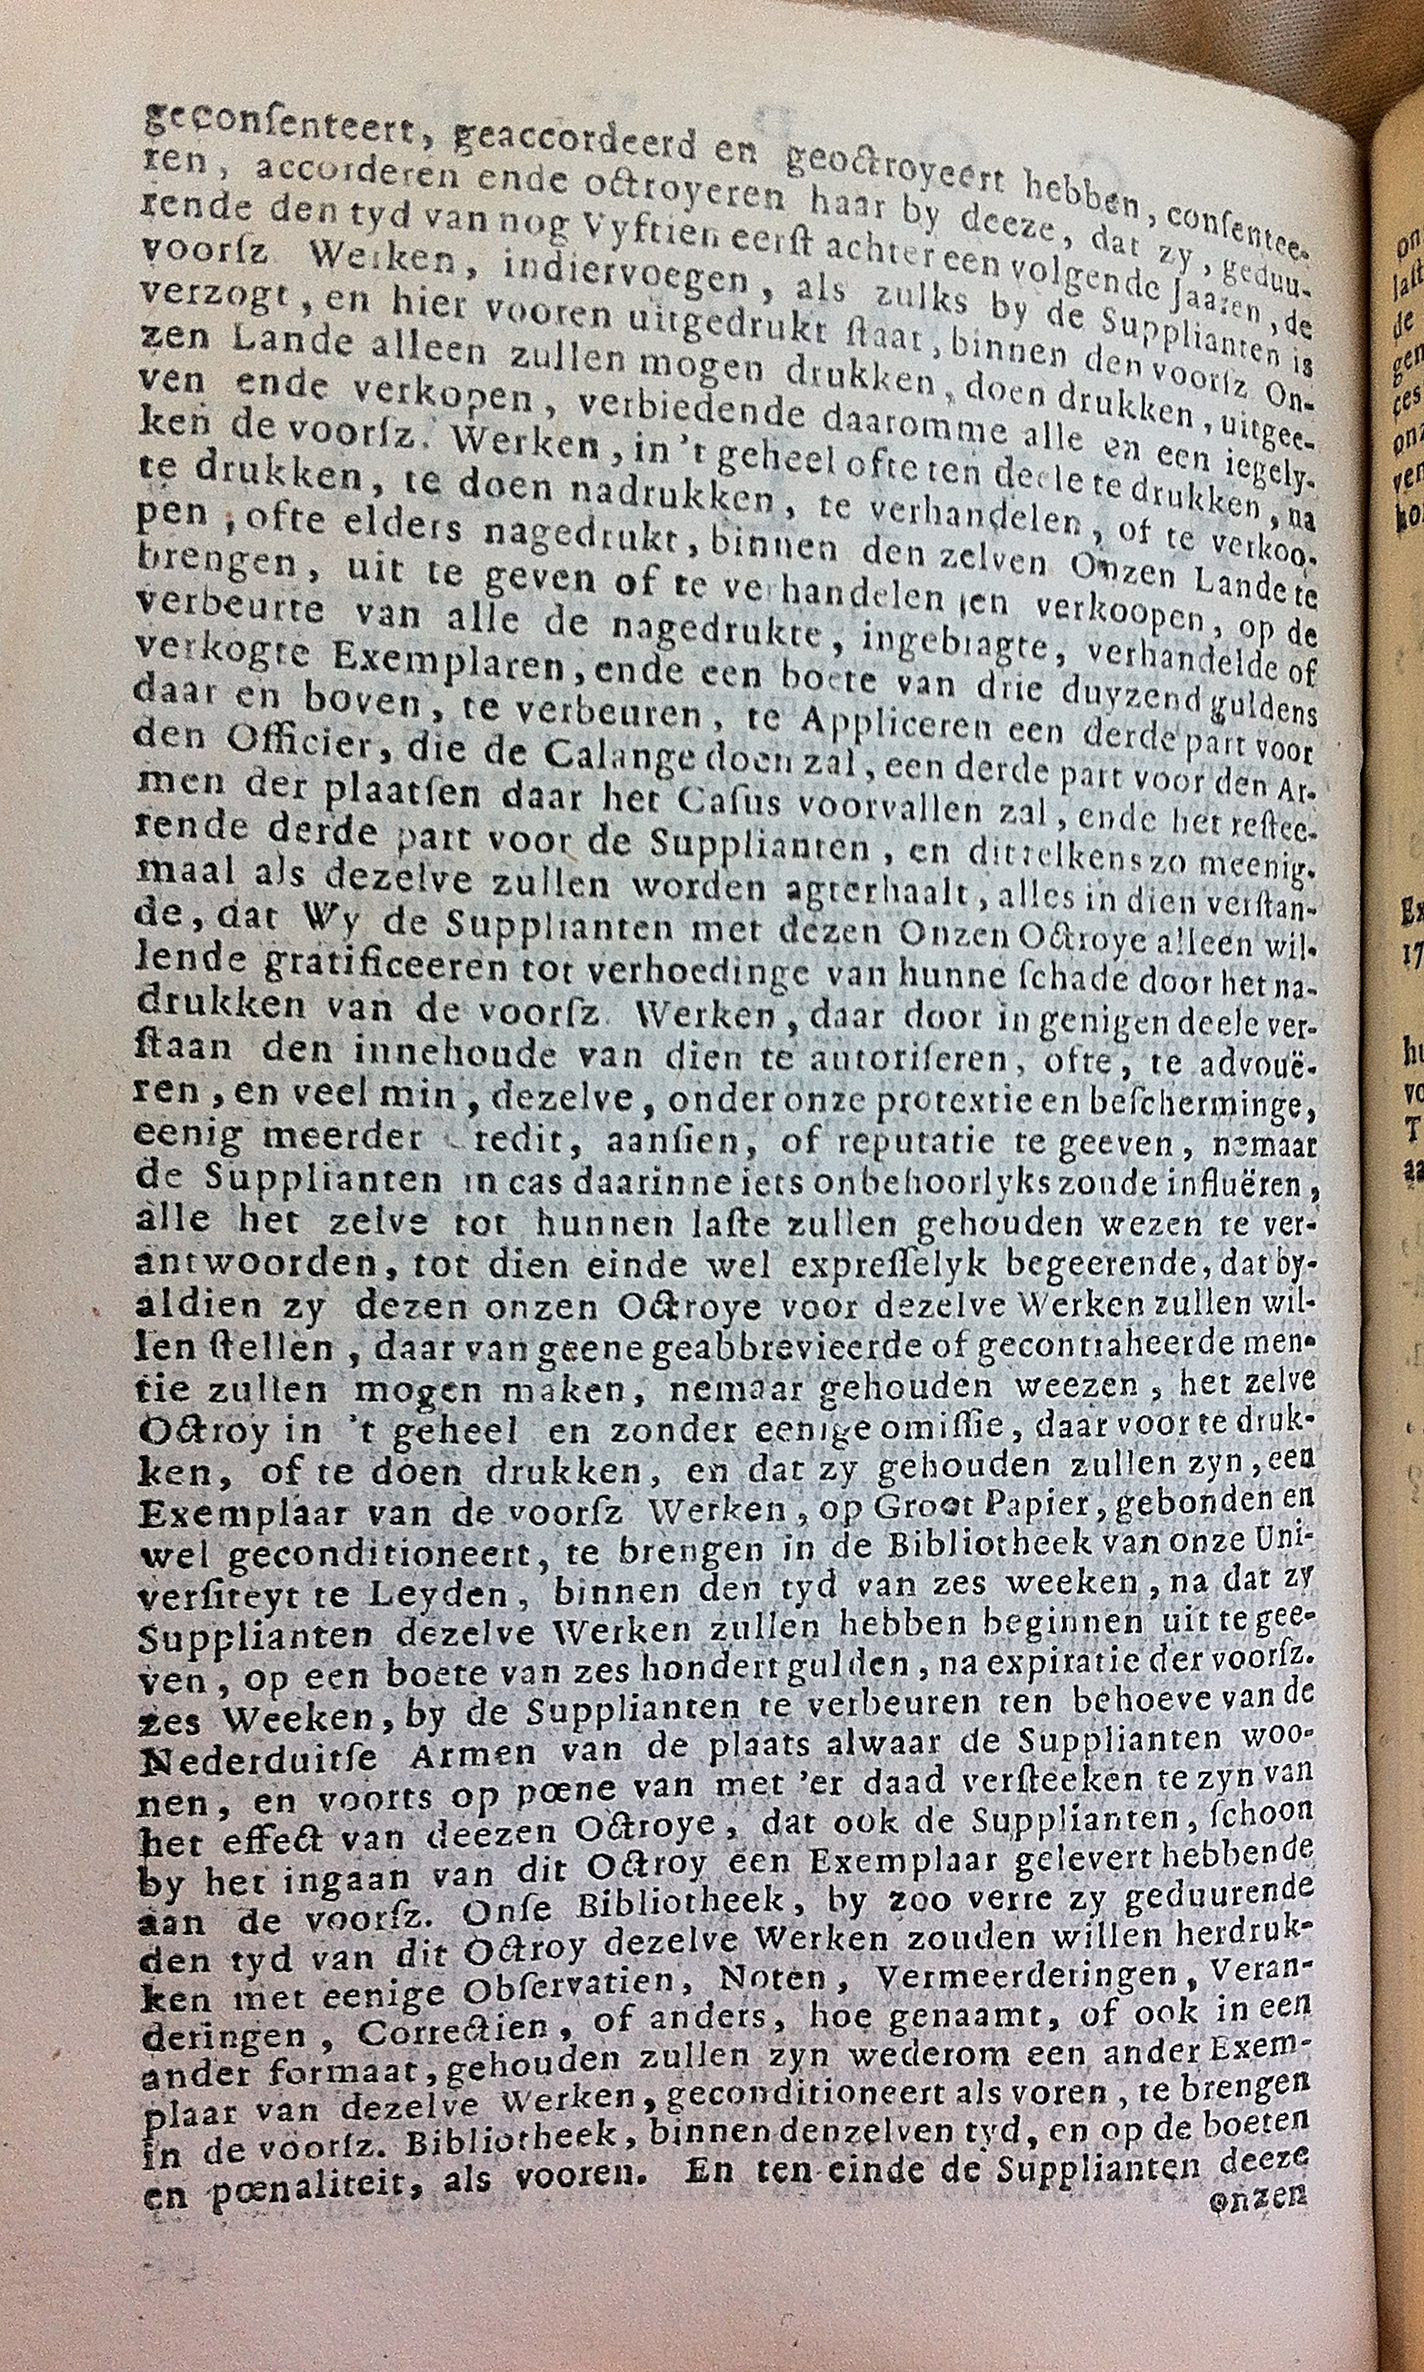 geconſenteert, geaccordeerd en geoctroyeert hebben, conſentee-
ren, accorderen ende octroyeren haar by deeze, dat zy, geduu-
rende den tyd van nog Vyftien eerſt achter een volgende Jaaren, de
voorſz Werken, indiervoegen, als zulks by de Supplianten is
verzogt, en hier vooren uitgedrukt ſtaat, binnen den voorſz On-
zen Lande alleen zullen mogen drukken, doen drukken, uitgee-
ven ende verkopen, verbiedende daaromme alle en een iegely-
ken de voorſz. Werken, in 't geheel ofte ten deele te drukken, na
te drukken, te doen nadrukken, te verhandelen, of te verkoo-
pen, ofte elders nagedrukt, binnen den zelven Onzen Lande te
brengen, uit te geven of te verhandelen en verkoopen, op de
verbeurte van alle de nagedrukte, ingebragte, verhandelde of
verkogte Exemplaren, ende een boete van drie duyzend guldens
daar en boven, te verbeuren, te Appliceren een derde part voor
den Officier, die de Calange doen zal, een derde part voor den Ar-
men der plaatſen daar het Caſus voorvallen zal, ende het reſtee-
rende derde part voor de Supplianten, en dit telkens zo meenig-
maal als dezelve zullen worden agterhaalt, alles in dien verſtan-
de, dat Wy de Supplianten met dezen Onzen Octroye alleen wil-
lende gratificeeren tot verhoedinge van hunne ſchade door het na-
drukken van de voorſz. Werken, daar door in genigen deele ver-
ſtaan den innehoude van dien te autoriſeren, ofte, te advouë-
ren, en veel min, dezelve, onder onze protextie en beſcherminge,
eenig meerder Credit, aanſien, of reputatie te geeven, nemaar
de Supplianten in cas daarinne iets onbehoorlyks zoude influëren,
alle het zelve tot hunnen laſte zullen gehouden wezen te ver-
antwoorden, tot dien einde wel expreſſelyk begeerende, dat by-
aldien zy dezen onzen Octroye voor dezelve Werken zullen wil-
len ſtellen, daar van geene geabbrevieerde of gecontraheerde men-
tie zullen mogen maken, nemaar gehouden weezen, het zelve
Octroy in 't geheel en zonder eenige omiſſie, daar voor te druk-
ken, of te doen drukken, en dat zy gehouden zullen zyn, een
Exemplaar van de voorſz Werken, op Groot Papier, gebonden en
wel geconditioneert, te brengen in de Bibliotheek van onze Uni-
verſiteyt te Leyden, binnen den tyd van zes weeken, na dat zy
Supplianten dezelve Werken zullen hebben beginnen uit te gee-
ven, op een boete van zes hondert gulden, na expiratie der voorſz.
zes Weeken, by de Supplianten te verbeuren ten behoeve van de
Nederduitſe Armen van de plaats alwaar de Supplianten woo-
nen, en voorts op pœne van met 'er daad verſteeken te zyn van
het effect van deezen Octroye, dat ook de Supplianten, ſchoon
by het ingaan van dit Octroy een Exemplaar gelevert hebbende
aan de voorſz. Onſe Bibliotheek, by zoo verre zy geduurende
den tyd van dit Octroy dezelve Werken zouden willen herdruk-
ken met eenige Obſervatien, Noten, Vermeerderingen, Veran-
deringen, Correctien, of anders, hoe genaamt, of ook in een
ander formaat, gehouden zullen zyn wederom een ander Exem-
plaar van dezelve Werken, geconditioneert als voren, te brengen
in de voorſz. Bibliotheek, binnen denzelven tyd, en op de boeten
en pœnaliteit, als vooren. En ten einde de Supplianten deeze
onzen